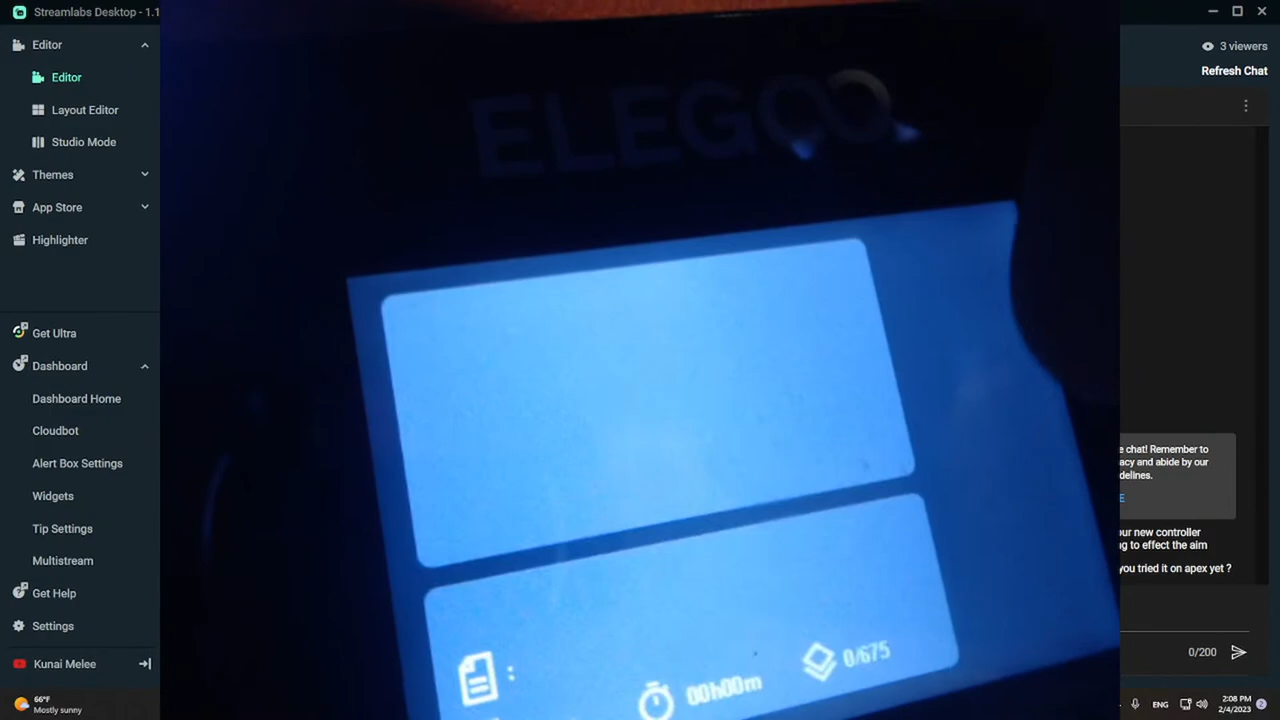 Streamlabs Desktop - 1.1
Editor
Editor
Layout Editor
Studio Mode
Themes
App Store
Highlighter
Get Ultra
Dashboard
Dashboard Home
Cloudbot
Alert Box Settings
Widgets
Tip Settings
Multistream
Get Help
Settings
Kunai Melee
66°F
Mostly sunny
ELEGOO
:
00h00m
0/675
3 viewers
Refresh Chat
e chat! Remember to
acy and abide by our
delines.
E
ur new controller
g to effect the aim
you tried it on apex yet ?
0/200
ENG
2:08 PM
2/4/2023
2